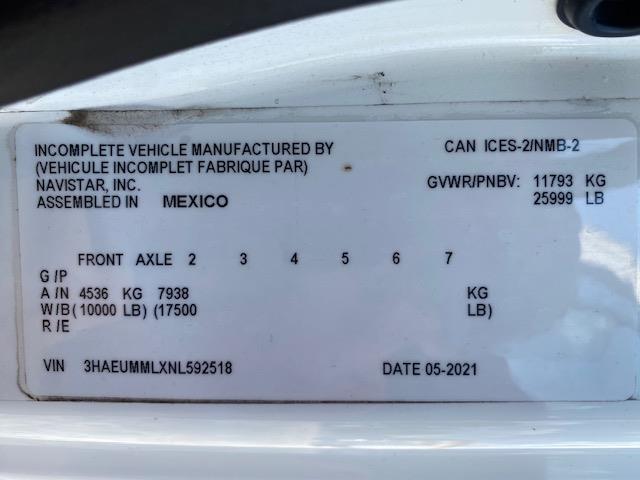 INCOMPLETE VEHICLE MANUFACTURED BY
(VEHICULE INCOMPLET FABRIQUE PAR)
NAVISTAR, INC.
ASSEMBLED IN MEXICO
CAN ICES-2/NMB-2
GVWR/PNBV: 11793 KG
25999 LB
FRONT AXLE 2 3 4 5 6 7
G /P
A /N 4536 KG 7938 KG
W/B (10000 LB) (17500 LB)
R /E
VIN 3HAEUMMLXNL592518 DATE 05-2021